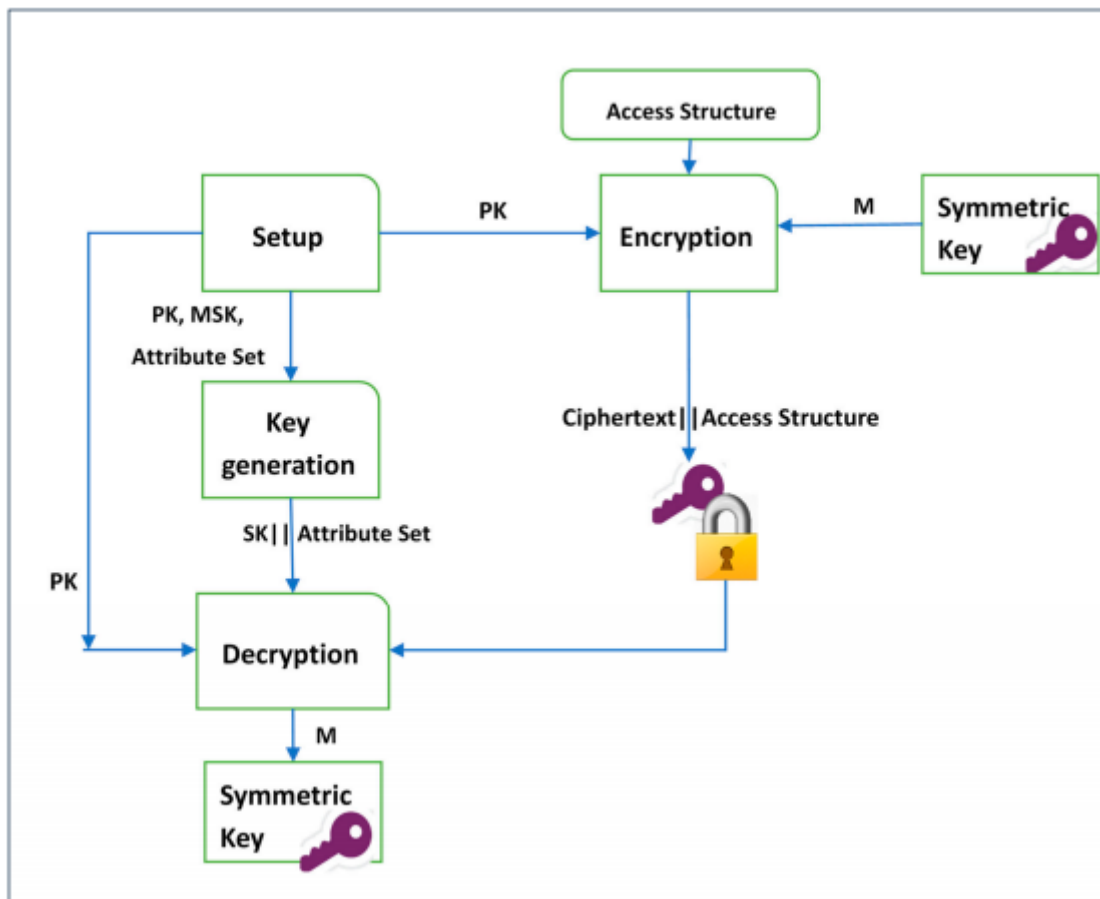 Access Structure
Setup
PK
Encryption
M
Symmetric
Key
PK, MSK,
Attribute Set
Key
generation
Ciphertext||Access Structure
SK|| Attribute Set
PK
Decryption
M
Symmetric
Key